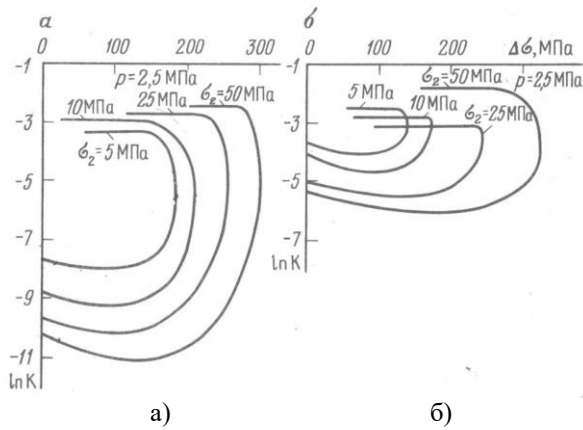 а
0 100 200 300
-1
-3
-5
-7
-9
-11
ln K
p=2,5 МПа
10 МПа
25 МПа
σ₂=50 МПа
σ₂=5 МПа
б
0 100 200
Δσ, МПа
-1
-3
-5
-7
ln K
σ₂=50 МПа
p=2,5 МПа
5 МПа
10 МПа
σ₂=25 МПа
а) б)